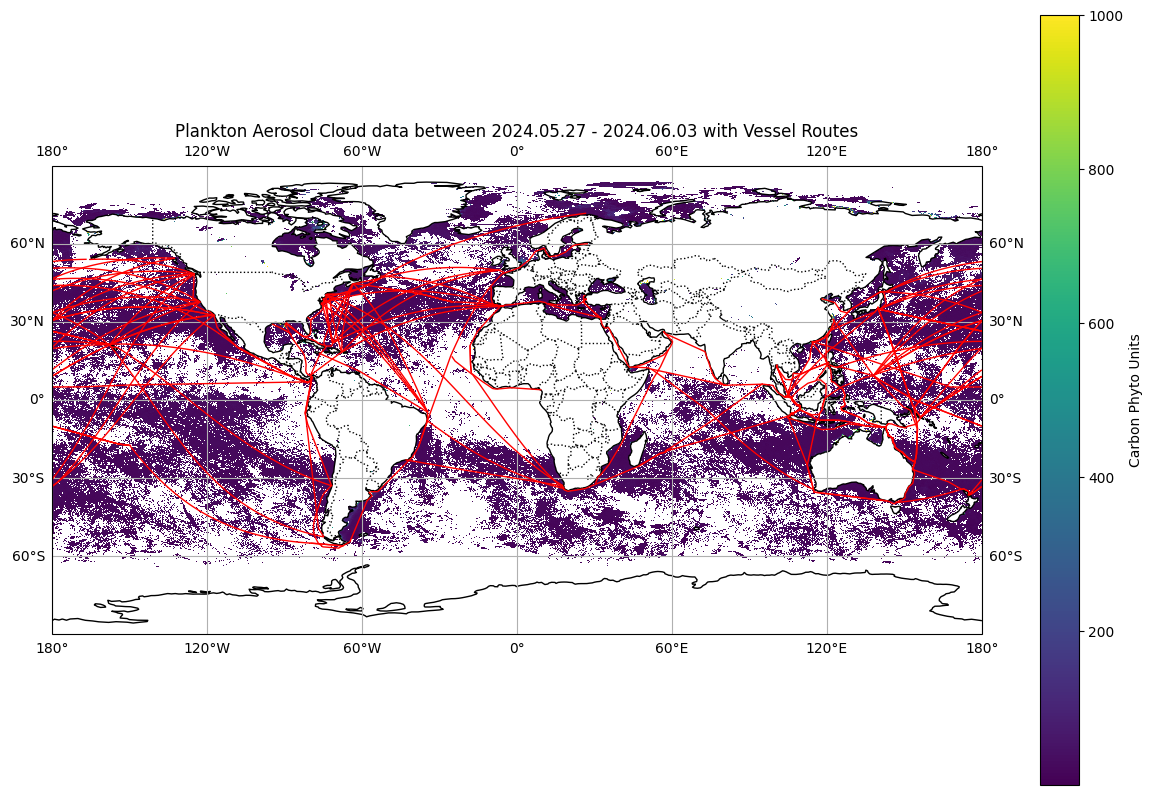 Plankton Aerosol Cloud data between 2024.05.27 - 2024.06.03 with Vessel Routes
180° 120°W 60°W 0° 60°E 120°E 180°
60°N 60°N
30°N 30°N
0° 0°
30°S 30°S
60°S 60°S
180° 120°W 60°W 0° 60°E 120°E 180°
1000
800
600
400
200
Carbon Phyto Units